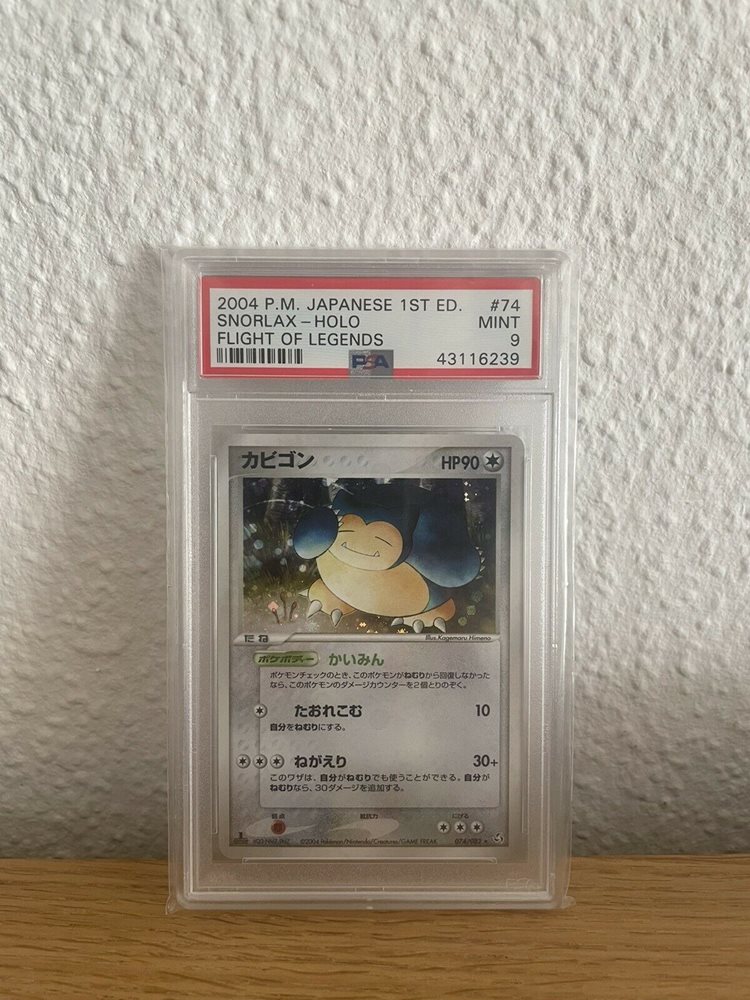 2004 P.M. JAPANESE 1ST ED. #74
SNORLAX-HOLO MINT
FLIGHT OF LEGENDS 9
PSA 43116239
カビゴン HP90
たね Illus.Kagemaru Himeno
ポケボディー かいみん
ポケモンチェックのとき、このポケモンがねむりから回復しなかった
なら、このポケモンのダメージカウンターを2個とりのぞく。
たおれこむ 10
自分をねむりにする。
ねがえり 30+
このワザは、自分がねむりでも使うことができる。自分が
ねむりなら、30ダメージを追加する。
弱点 抵抗力 にげる
©2004 Pokémon/Nintendo/Creatures/GAME FREAK 074/082